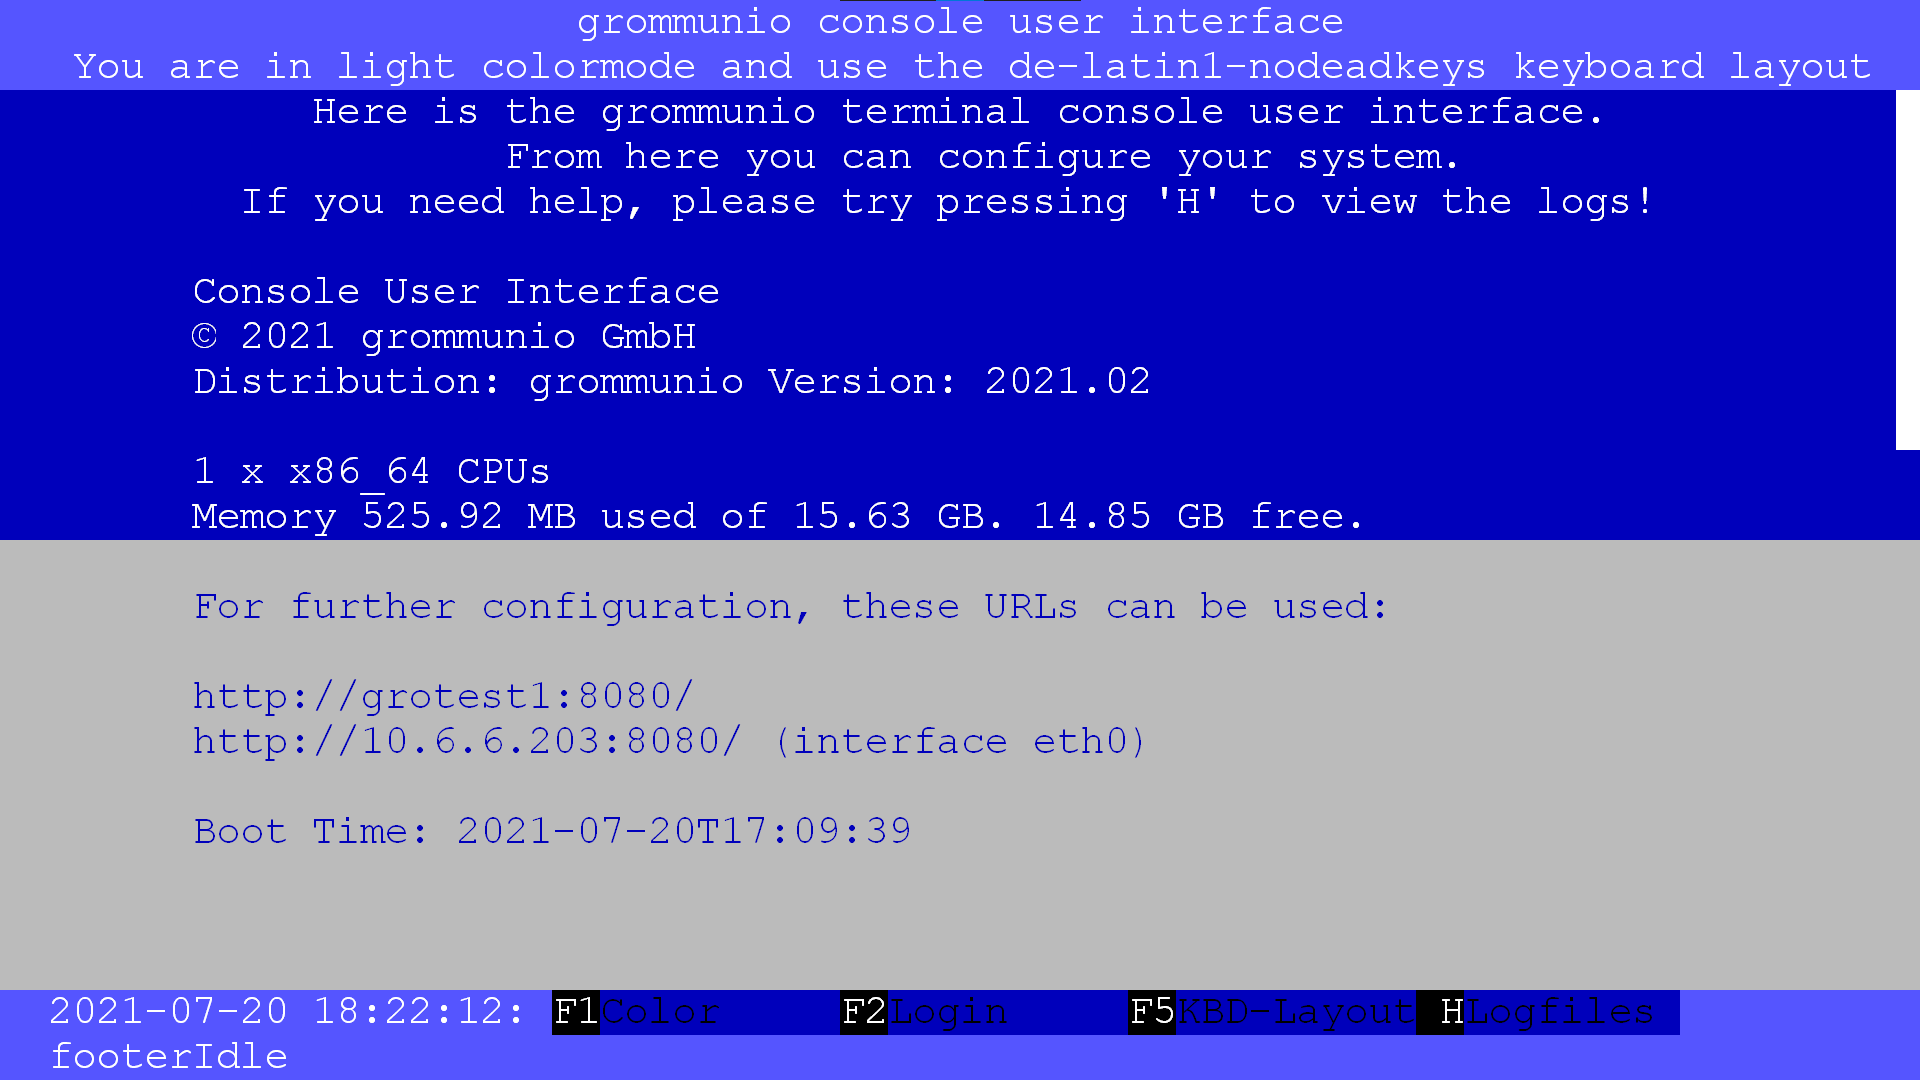 grommunio console user interface
You are in light colormode and use the de-latin1-nodeadkeys keyboard layout
Here is the grommunio terminal console user interface.
From here you can configure your system.
If you need help, please try pressing 'H' to view the logs!
Console User Interface
© 2021 grommunio GmbH
Distribution: grommunio Version: 2021.02
1 x x86_64 CPUs
Memory 525.92 MB used of 15.63 GB. 14.85 GB free.
For further configuration, these URLs can be used:
http://grotest1:8080/
http://10.6.6.203:8080/ (interface eth0)
Boot Time: 2021-07-20T17:09:39
2021-07-20 18:22:12: F1Color F2Login F5KBD-Layout HLogfiles
footerIdle